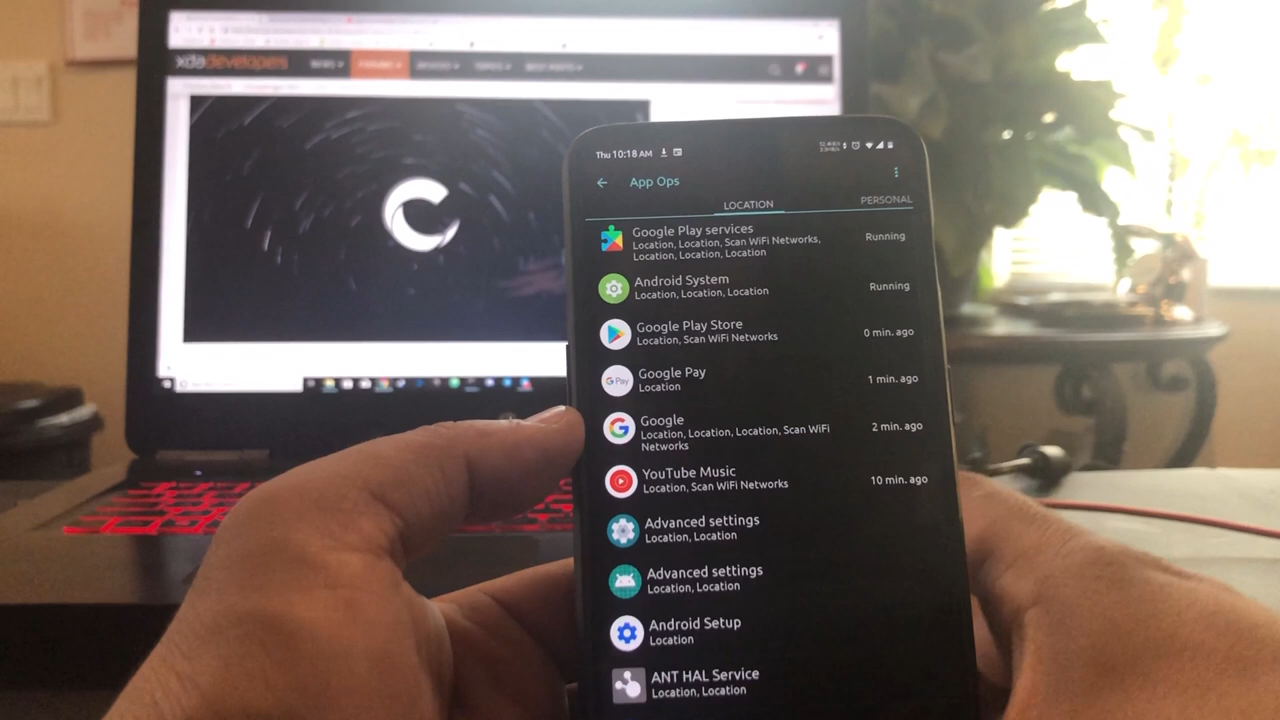 xdadevelopers
Thu 10:18 AM
App Ops
LOCATION
PERSONAL
Google Play services
Location, Location, Scan WiFi Networks,
Location, Location, Location
Running
Android System
Location, Location, Location
Running
Google Play Store
Location, Scan WiFi Networks
0 min. ago
G Pay
Google Pay
Location
1 min. ago
Google
Location, Location, Location, Scan WiFi
Networks
2 min. ago
YouTube Music
Location, Scan WiFi Networks
10 min. ago
Advanced settings
Location, Location
Advanced settings
Location, Location
Android Setup
Location
ANT HAL Service
Location, Location